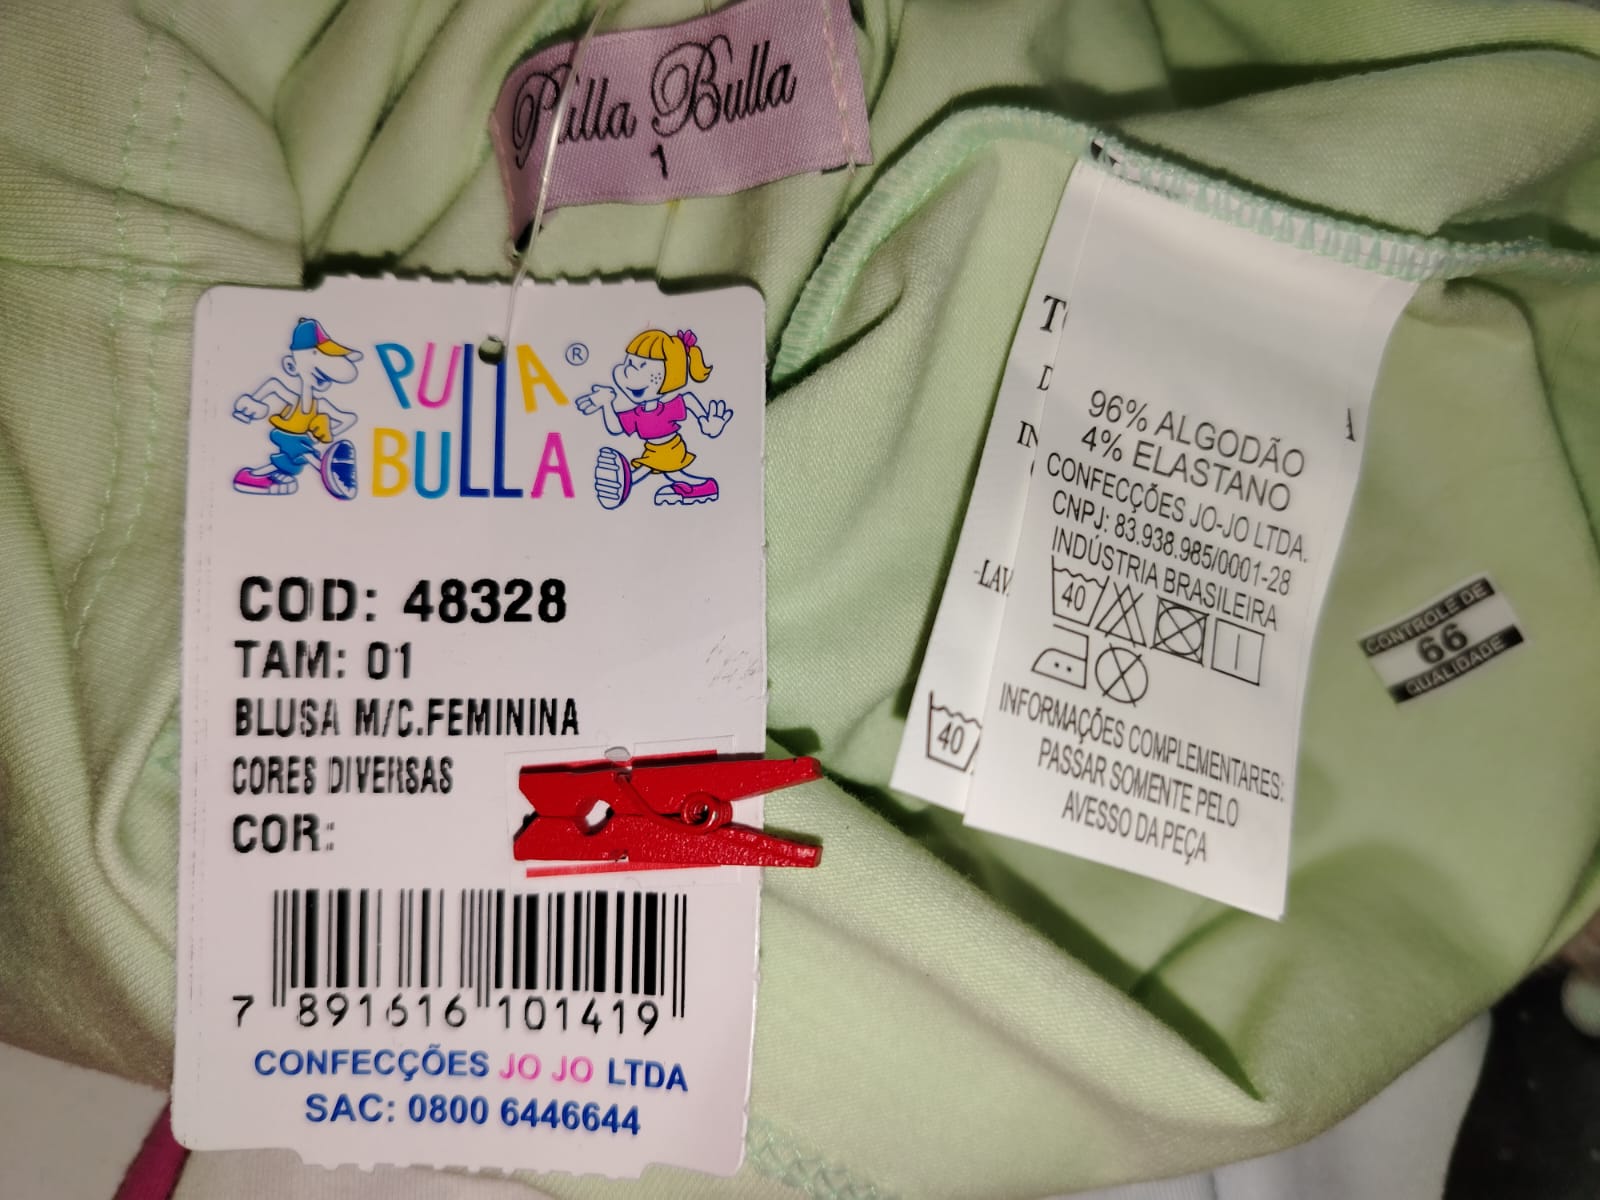 Pulla Bulla
1
PULLA®
BULLA
COD: 48328
TAM: 01
BLUSA M/C.FEMININA
CORES DIVERSAS
COR:
7 891616 101419
CONFECÇÕES JO JO LTDA
SAC: 0800 6446644
96% ALGODÃO
4% ELASTANO
CONFECÇÕES JO-JO LTDA.
CNPJ: 83.938.985/0001-28
INDÚSTRIA BRASILEIRA
40
INFORMAÇÕES COMPLEMENTARES:
PASSAR SOMENTE PELO
AVESSO DA PEÇA
40
CONTROLE DE
66
QUALIDADE